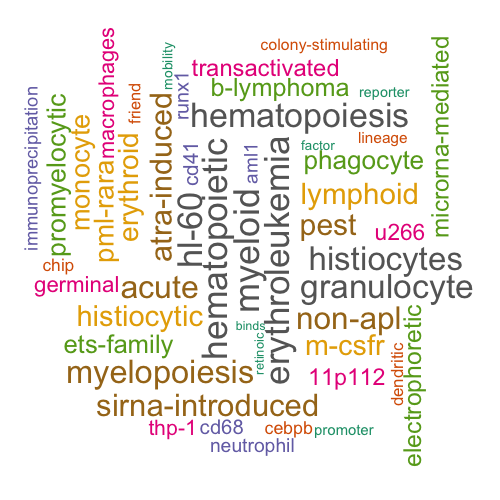 colony-stimulating
transactivated
b-lymphoma
reporter
hematopoiesis
factor
lineage
phagocyte
lymphoid
pest
u266
histiocytes
granulocyte
non-apl
m-csfr
11p112
immunoprecipitation
promyelocytic
monocyte
pml-rara
macrophages
friend
erythroid
mobility
atra-induced
runx1
cd41
hl-60
hematopoietic
aml1
myeloid
erythroleukemia
microrna-mediated
chip
germinal
acute
histiocytic
ets-family
binds
retinoic
myelopoiesis
sirna-introduced
dendritic
electrophoretic
thp-1
cd68
cebpb
promoter
neutrophil